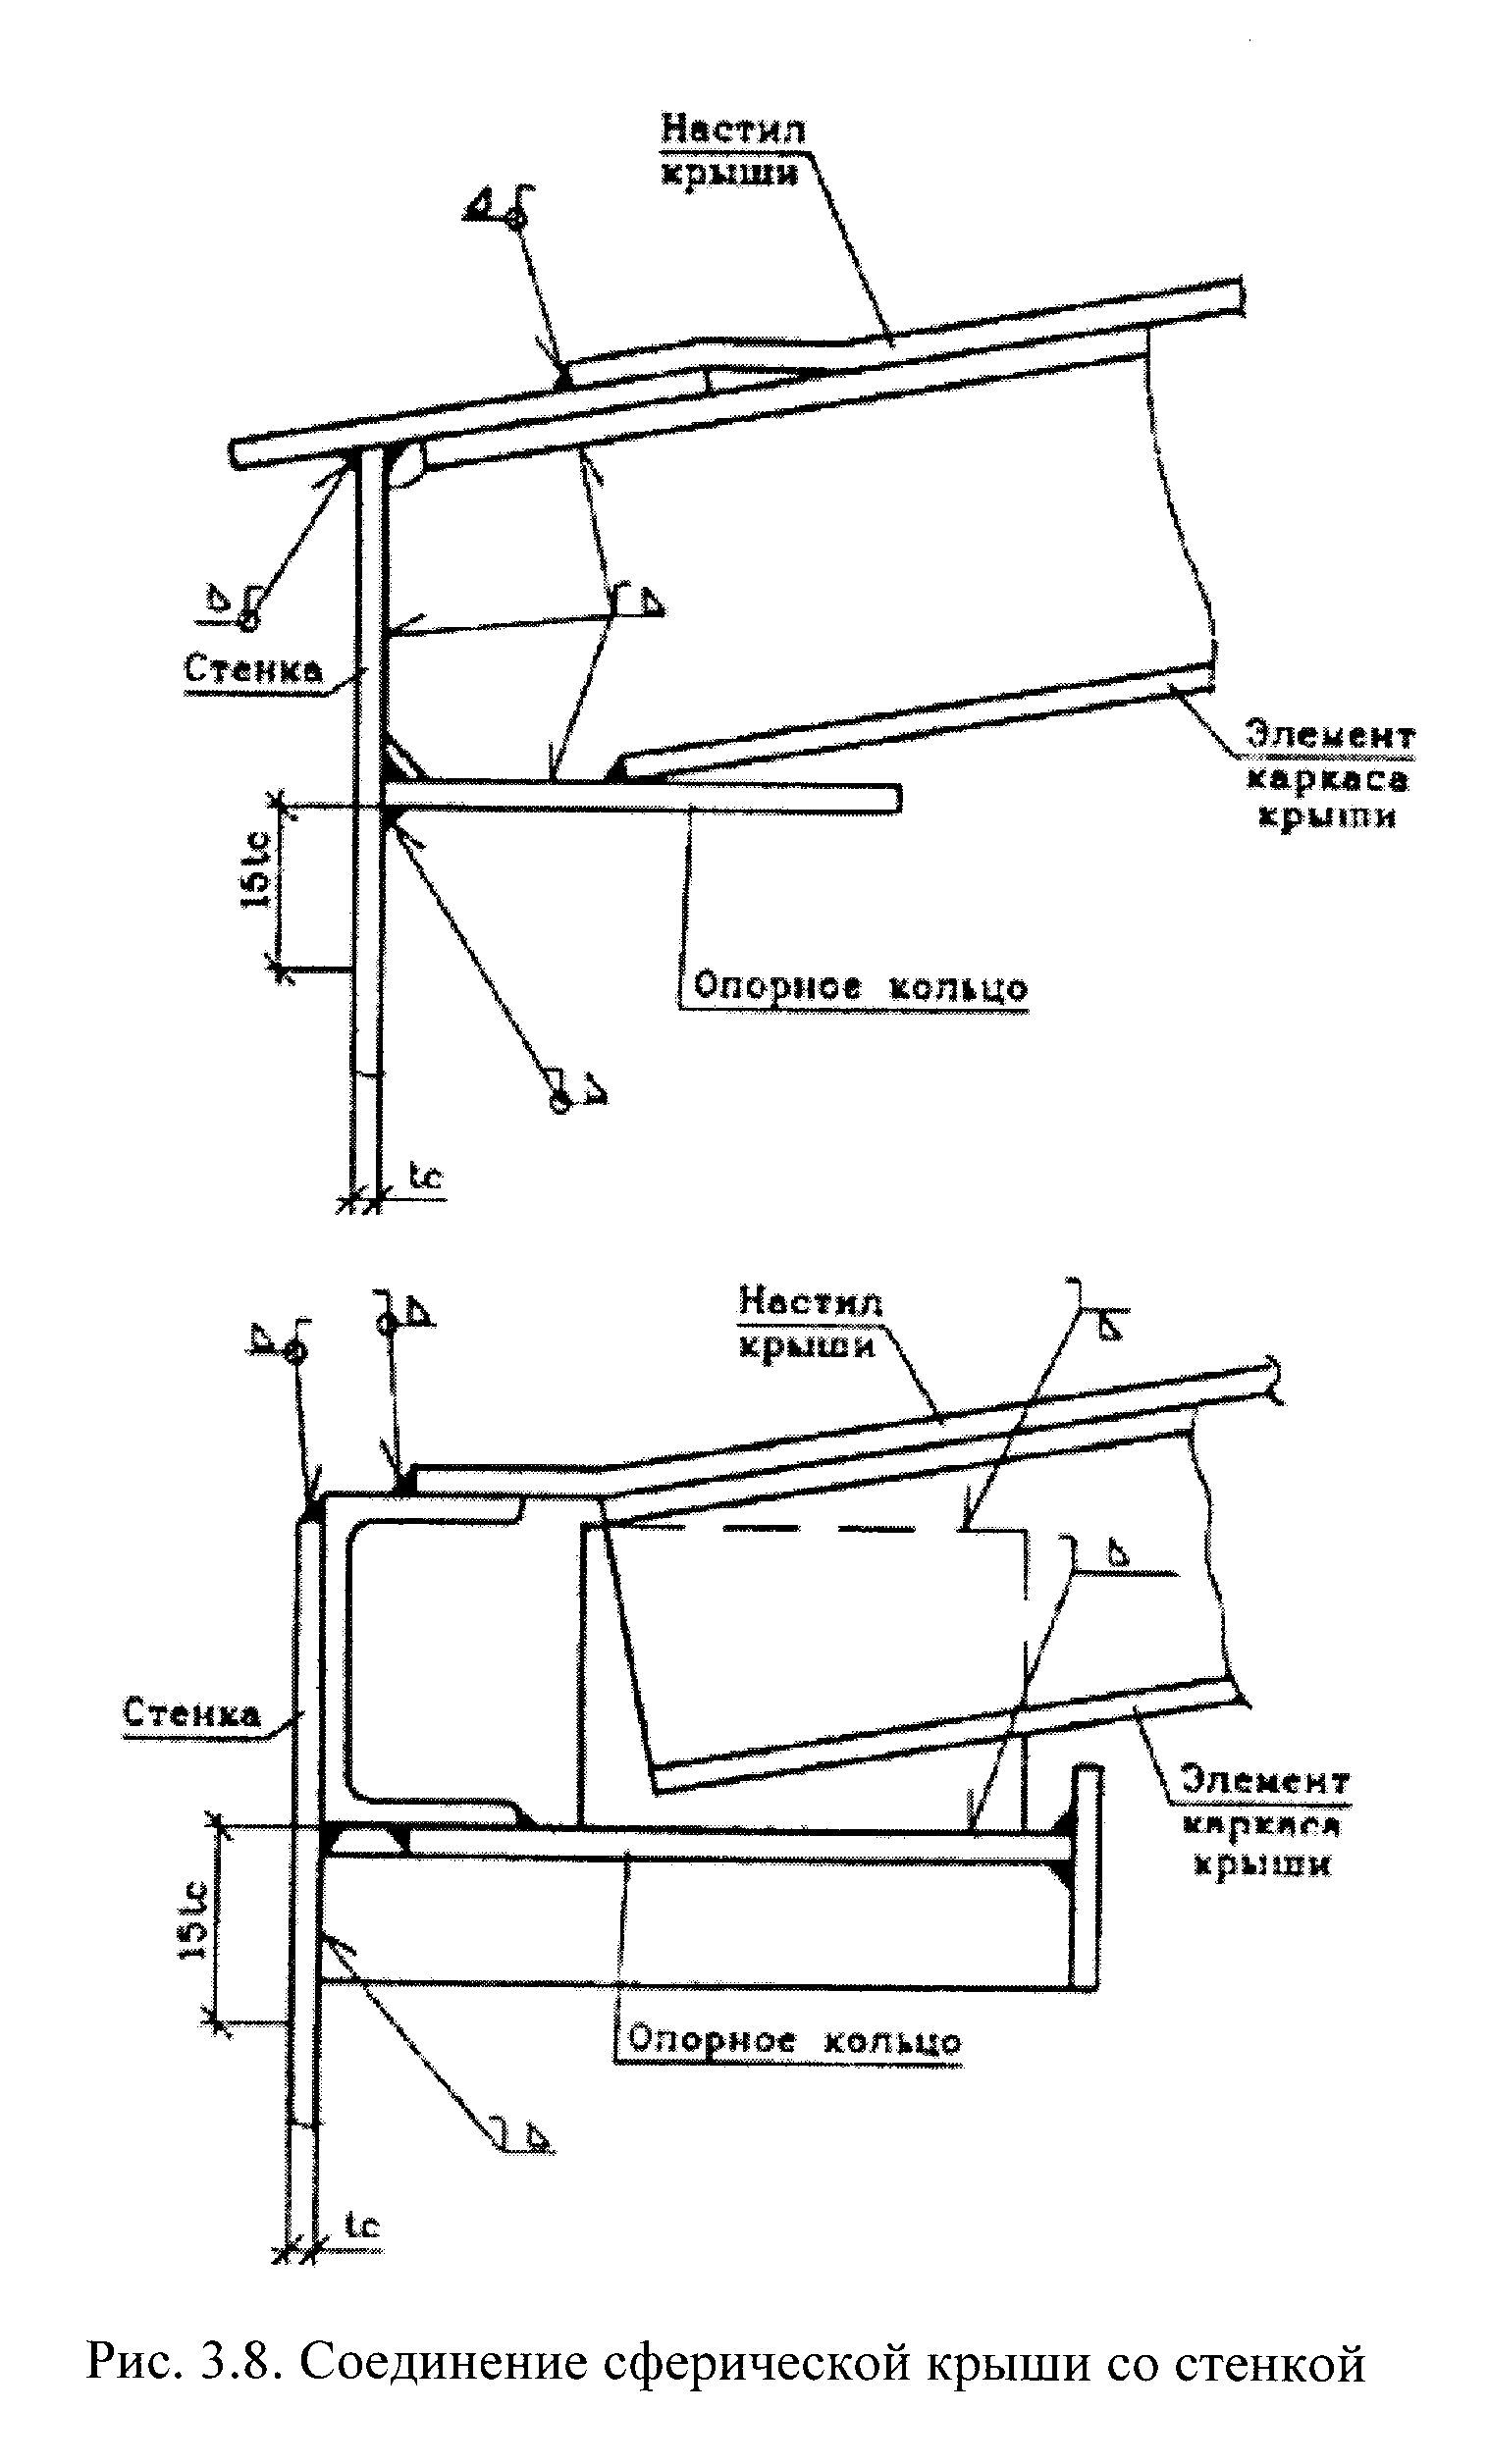 Настил
крыши
Стенка
Элемент
каркаса
крыши
15tc
Опорное кольцо
tc
Настил
крыши
Стенка
Элемент
каркаса
крыши
15tc
Опорное кольцо
tc
Рис. 3.8. Соединение сферической крыши со стенкой